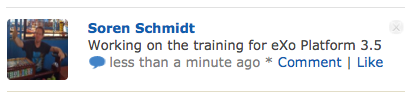 Soren Schmidt
Working on the training for eXo Platform 3.5
less than a minute ago * Comment | Like